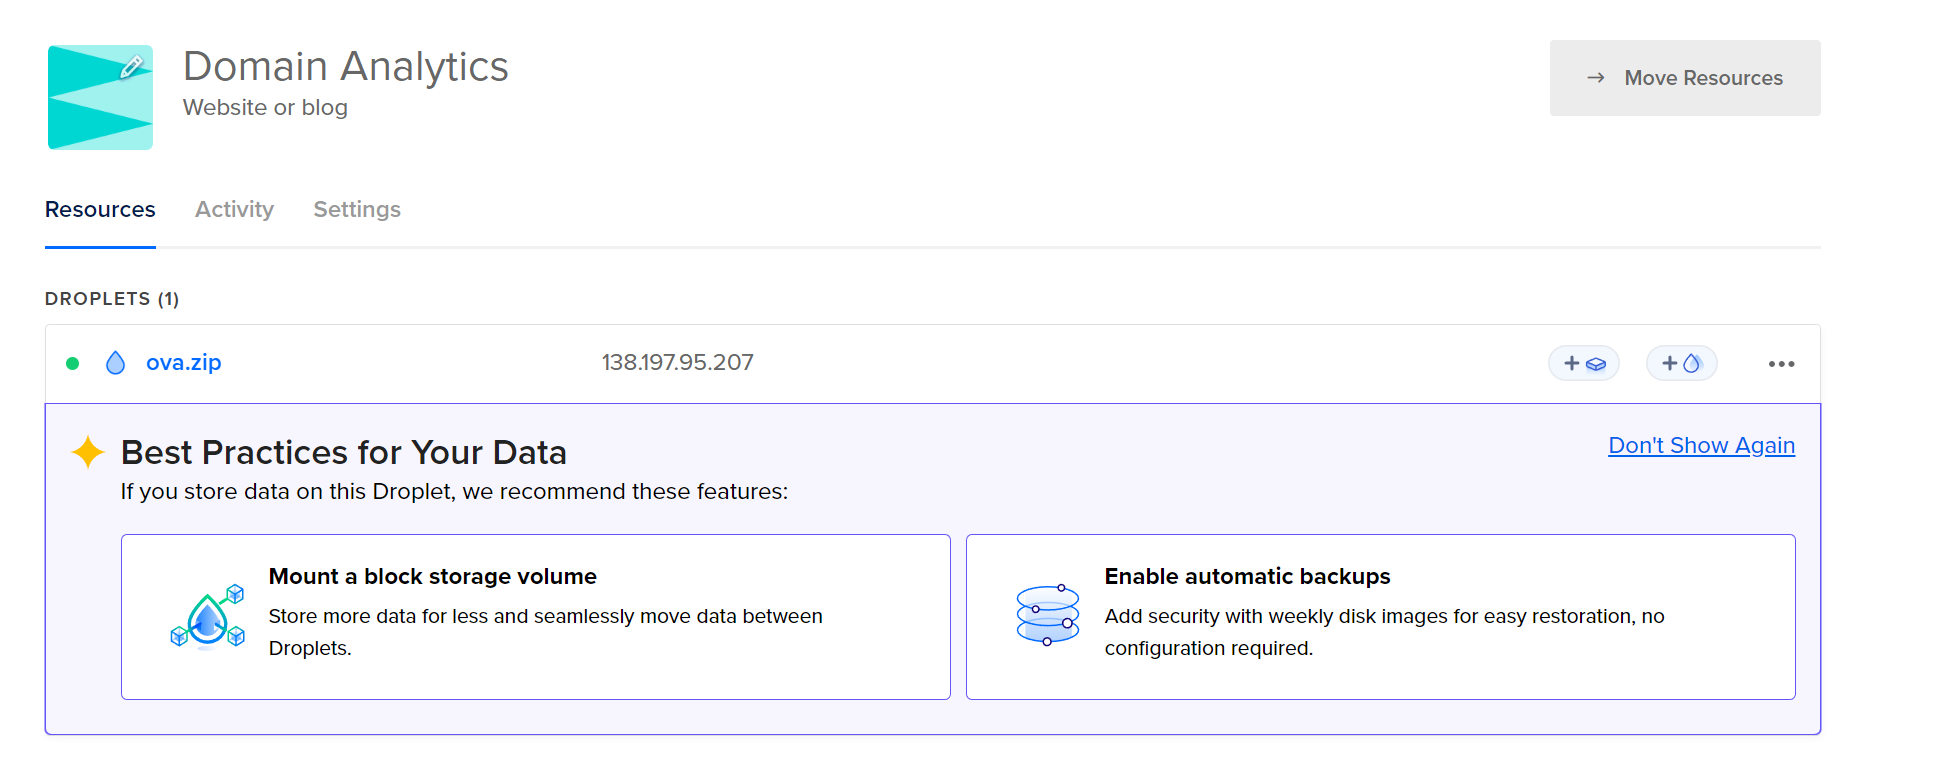 Domain Analytics
Website or blog
→ Move Resources
Resources Activity Settings
DROPLETS (1)
ova.zip 138.197.95.207
Best Practices for Your Data
Don't Show Again
If you store data on this Droplet, we recommend these features:
Mount a block storage volume
Store more data for less and seamlessly move data between
Droplets.
Enable automatic backups
Add security with weekly disk images for easy restoration, no
configuration required.